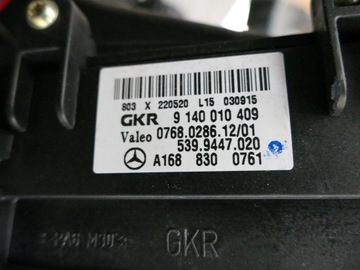 S03 X 220520 L15 030915
GKR 9 140 010 409
Valeo 0768.0286.12/01
539.9447.020
A168 830 0761
GKR